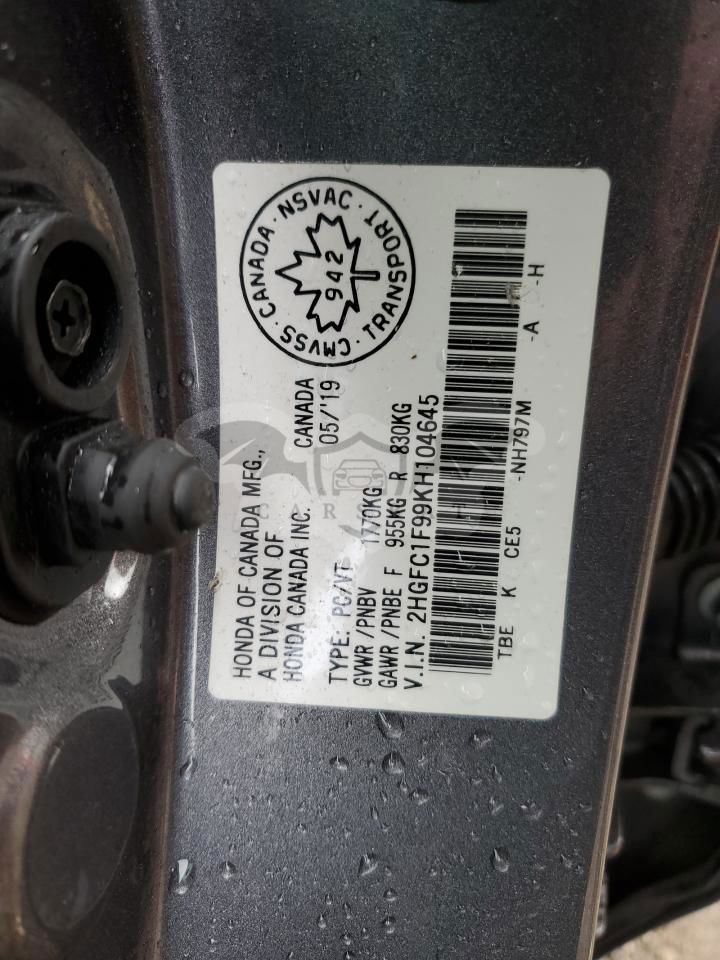 HONDA OF CANADA MFG.,
A DIVISION OF
HONDA CANADA INC. CANADA
TYPE: PC/VT 05/'19
GVWR /PNBV 1770KG
GAWR /PNBE F 955KG R 830KG
V.I.N. 2HGFC1F99KH104645
TBE K CE5 -NH797M -A -H
CMVSS · CANADA · NSVAC · TRANSPORT ·
942